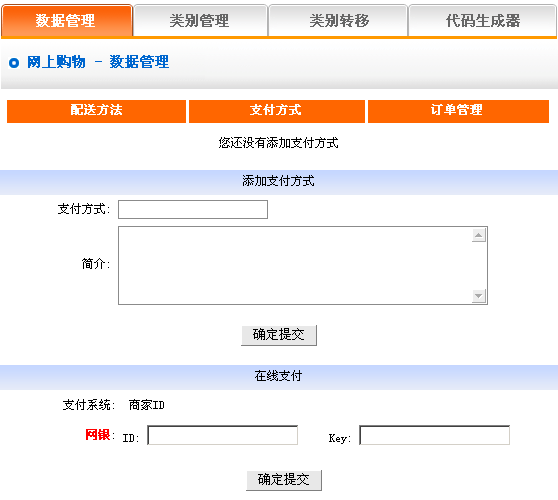 数据管理 类别管理 类别转移 代码生成器
网上购物 - 数据管理
配送方法 支付方式 订单管理
您还没有添加支付方式
添加支付方式
支付方式:
简介:
确定提交
在线支付
支付系统: 商家ID
网银: ID: Key:
确定提交